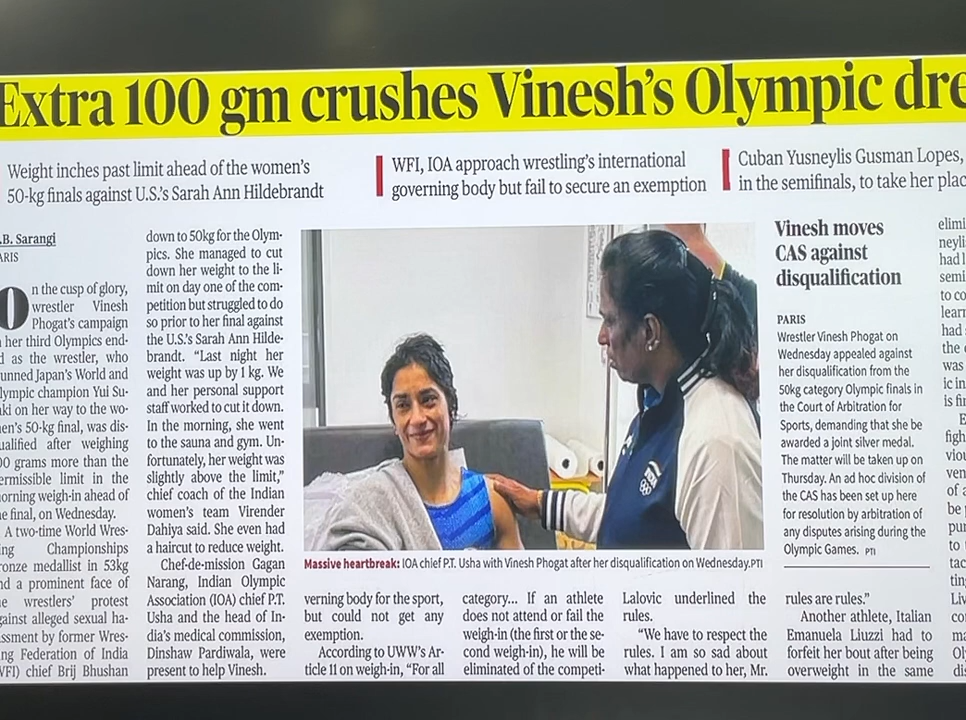 Extra 100 gm crushes Vinesh's Olympic dre
Weight inches past limit ahead of the women's
50-kg finals against U.S.'s Sarah Ann Hildebrandt
WFI, IOA approach wrestling's international
governing body but fail to secure an exemption
Cuban Yusneylis Gusman Lopes,
in the semifinals, to take her plac
.B. Sarangi
ARIS
On the cusp of glory,
wrestler Vinesh
Phogat's campaign
her third Olympics end-
d as the wrestler, who
unned Japan's World and
lympic champion Yui Su-
aki on her way to the wo-
en's 50-kg final, was dis-
ualified after weighing
00 grams more than the
ermissible limit in the
orning weigh-in ahead of
e final, on Wednesday.
A two-time World Wres-
ing Championships
ronze medallist in 53kg
nd a prominent face of
e wrestlers' protest
gainst alleged sexual ha-
ssment by former Wres-
ng Federation of India
WFI) chief Brij Bhushan
down to 50kg for the Olym-
pics. She managed to cut
down her weight to the li-
mit on day one of the com-
petition but struggled to do
so prior to her final against
the U.S.'s Sarah Ann Hilde-
brandt. "Last night her
weight was up by 1 kg. We
and her personal support
staff worked to cut it down.
In the morning, she went
to the sauna and gym. Un-
fortunately, her weight was
slightly above the limit,"
chief coach of the Indian
women's team Virender
Dahiya said. She even had
a haircut to reduce weight.
Chef-de-mission Gagan
Narang, Indian Olympic
Association (IOA) chief P.T.
Usha and the head of In-
dia's medical commission,
Dinshaw Pardiwala, were
present to help Vinesh.
Massive heartbreak: IOA chief P.T. Usha with Vinesh Phogat after her disqualification on Wednesday. PTI
verning body for the sport,
but could not get any
exemption.
According to UWW's Ar-
ticle 11 on weigh-in, "For all
category... If an athlete
does not attend or fail the
weigh-in (the first or the se-
cond weigh-in), he will be
eliminated of the competi-
Lalovic underlined the
rules.
"We have to respect the
rules. I am so sad about
what happened to her, Mr.
Vinesh moves
CAS against
disqualification
PARIS
Wrestler Vinesh Phogat on
Wednesday appealed against
her disqualification from the
50kg category Olympic finals in
the Court of Arbitration for
Sports, demanding that she be
awarded a joint silver medal.
The matter will be taken up on
Thursday. An ad hoc division of
the CAS has been set up here
for resolution by arbitration of
any disputes arising during the
Olympic Games. PTI
rules are rules."
Another athlete, Italian
Emanuela Liuzzi had to
forfeit her bout after being
overweight in the same
elimi
neyli
had l
semi
to co
learn
had
the
was
ic in
is fi